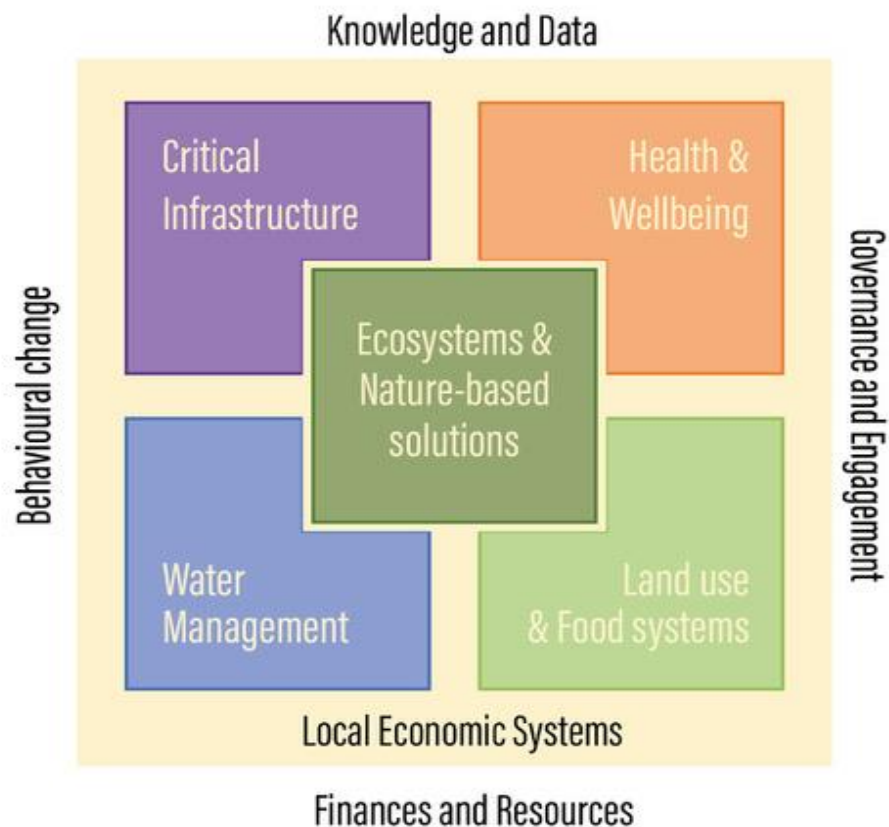 Knowledge and Data
Critical
Infrastructure
Health &
Wellbeing
Behavioural change
Ecosystems &
Nature-based
solutions
Governance and Engagement
Water
Management
Land use
& Food systems
Local Economic Systems
Finances and Resources